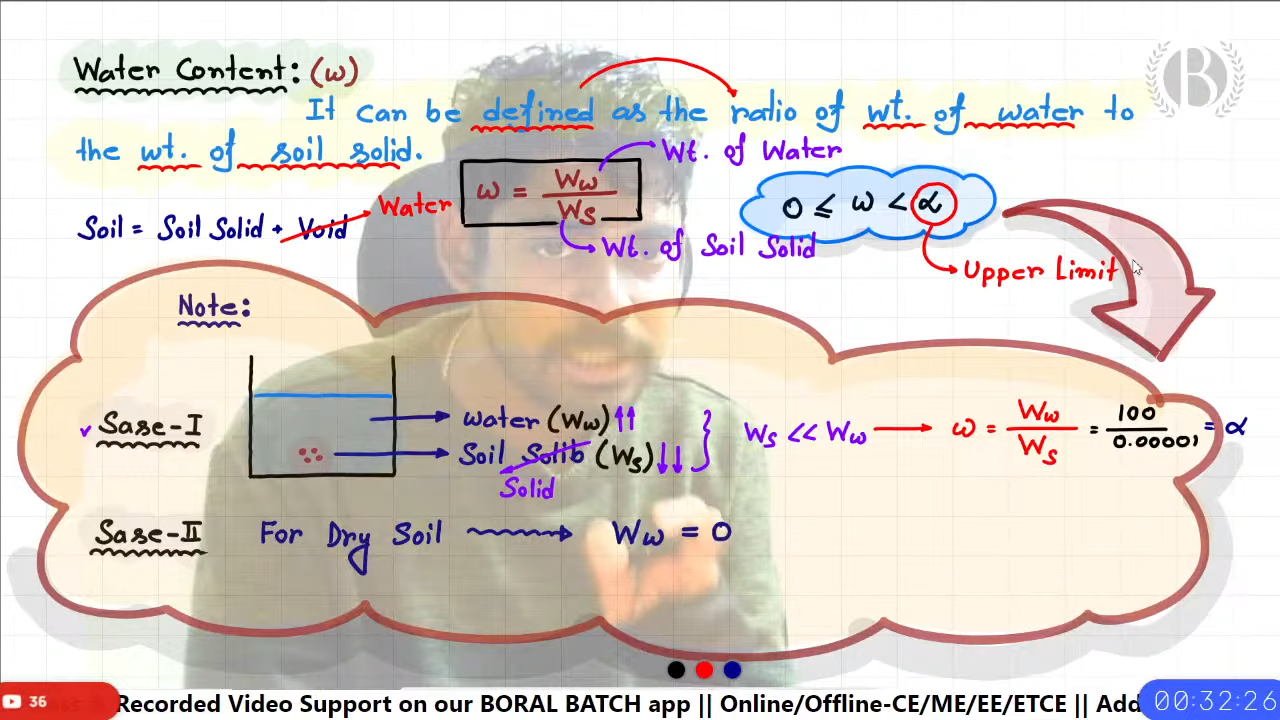 Water Content: (w)
It can be defined as the ratio of wt. of water to
the wt. of soil solid.
w = Ww / Ws
Wt. of Water
Wt. of Soil Solid
Soil = Soil Solid + Void
Water
0 ≤ w < α
Upper Limit
Note:
Sase-I
water (Ww) ↑↑
Soil Solib (Ws) ↓↓
Solid
Ws << Ww → w = Ww / Ws = 100 / 0.00001 = α
Sase-II For Dry Soil → Ww = 0
B
36
& Recorded Video Support on our BORAL BATCH app || Online/Offline-CE/ME/EE/ETCE || Add
00:32:26